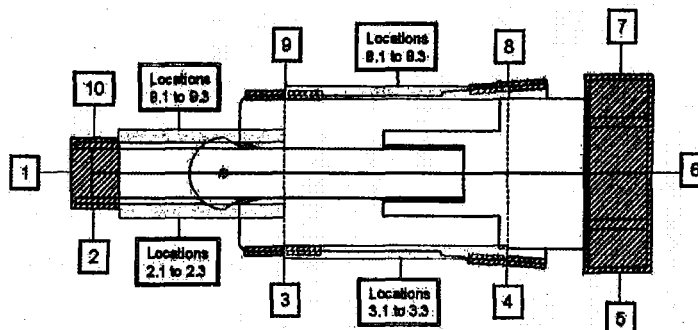 7
9
Locations
8.1 to 8.3
8
10
Locations
9.1 to 9.3
1
6
2
Locations
2.1 to 2.3
3
Locations
3.1 to 3.3
4
5